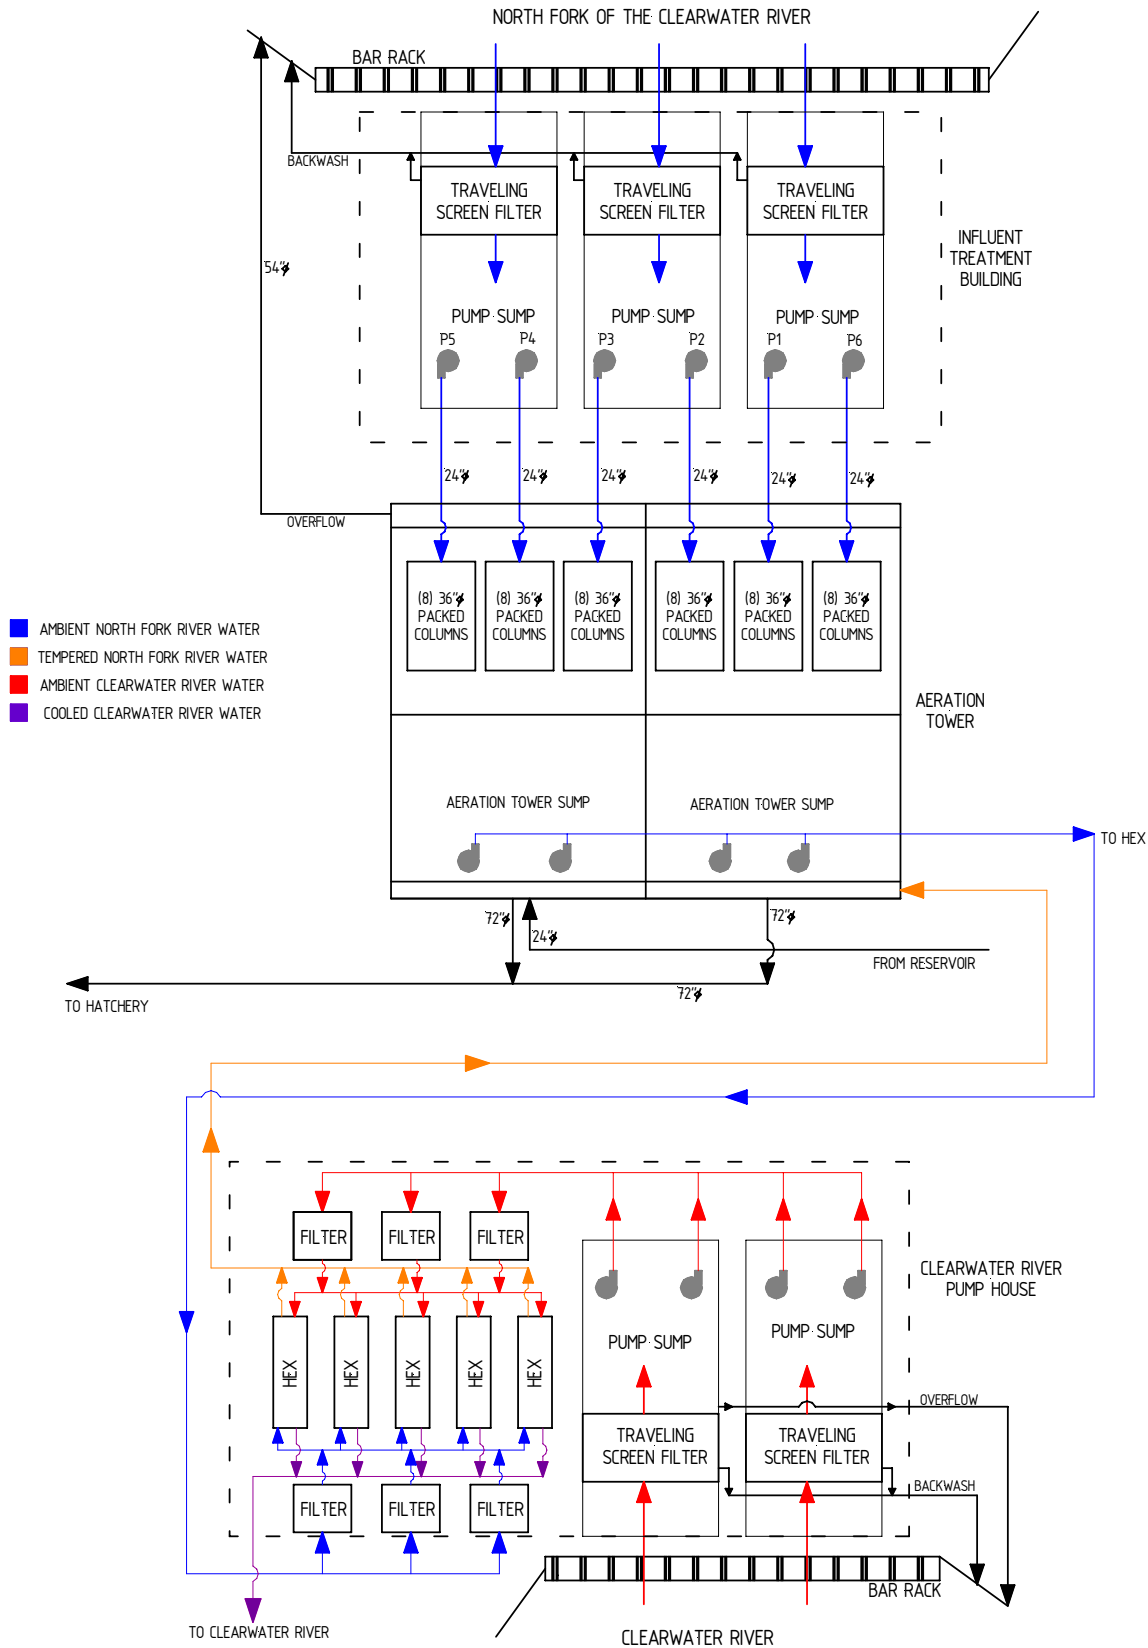 NORTH FORK OF THE CLEARWATER RIVER
BAR RACK
BACKWASH
TRAVELING
SCREEN FILTER
TRAVELING
SCREEN FILTER
TRAVELING
SCREEN FILTER
INFLUENT
TREATMENT
BUILDING
54"⌀
PUMP SUMP
PUMP SUMP
PUMP SUMP
P5
P4
P3
P2
P1
P6
24"⌀
24"⌀
24"⌀
24"⌀
24"⌀
24"⌀
OVERFLOW
(8) 36"⌀
PACKED
COLUMNS
(8) 36"⌀
PACKED
COLUMNS
(8) 36"⌀
PACKED
COLUMNS
(8) 36"⌀
PACKED
COLUMNS
(8) 36"⌀
PACKED
COLUMNS
(8) 36"⌀
PACKED
COLUMNS
AMBIENT NORTH FORK RIVER WATER
TEMPERED NORTH FORK RIVER WATER
AMBIENT CLEARWATER RIVER WATER
COOLED CLEARWATER RIVER WATER
AERATION
TOWER
AERATION TOWER SUMP
AERATION TOWER SUMP
TO HEX
72"⌀
24"⌀
72"⌀
FROM RESERVOIR
72"⌀
TO HATCHERY
FILTER
FILTER
FILTER
CLEARWATER RIVER
PUMP HOUSE
PUMP SUMP
PUMP SUMP
HEX
HEX
HEX
HEX
HEX
OVERFLOW
TRAVELING
SCREEN FILTER
TRAVELING
SCREEN FILTER
BACKWASH
FILTER
FILTER
FILTER
BAR RACK
TO CLEARWATER RIVER
CLEARWATER RIVER